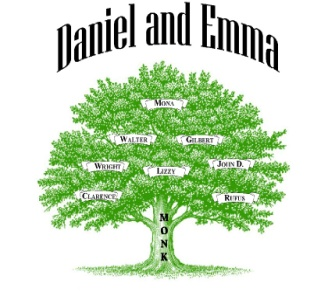 Daniel and Emma
MONA
WALTER GILBERT
WRIGHT LIZZY JOHN D.
CLARENCE RUFUS
MONK